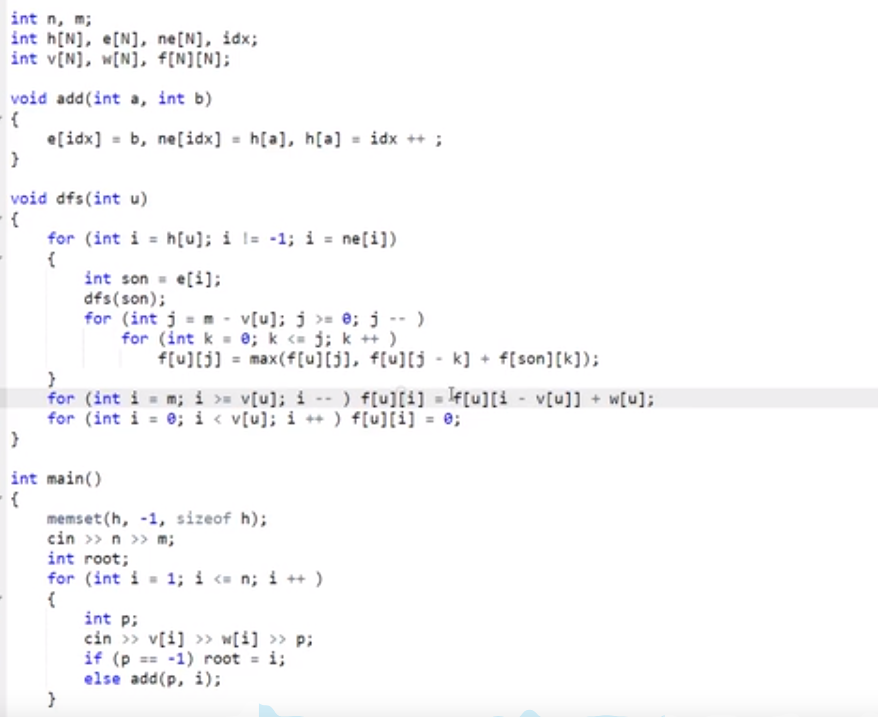 int n, m;
int h[N], e[N], ne[N], idx;
int v[N], w[N], f[N][N];
void add(int a, int b)
{
    e[idx] = b, ne[idx] = h[a], h[a] = idx ++ ;
}
void dfs(int u)
{
    for (int i = h[u]; i != -1; i = ne[i])
    {
        int son = e[i];
        dfs(son);
        for (int j = m - v[u]; j >= 0; j -- )
            for (int k = 0; k <= j; k ++ )
                f[u][j] = max(f[u][j], f[u][j - k] + f[son][k]);
    }
    for (int i = m; i >= v[u]; i -- ) f[u][i] = f[u][i - v[u]] + w[u];
    for (int i = 0; i < v[u]; i ++ ) f[u][i] = 0;
}
int main()
{
    memset(h, -1, sizeof h);
    cin >> n >> m;
    int root;
    for (int i = 1; i <= n; i ++ )
    {
        int p;
        cin >> v[i] >> w[i] >> p;
        if (p == -1) root = i;
        else add(p, i);
    }